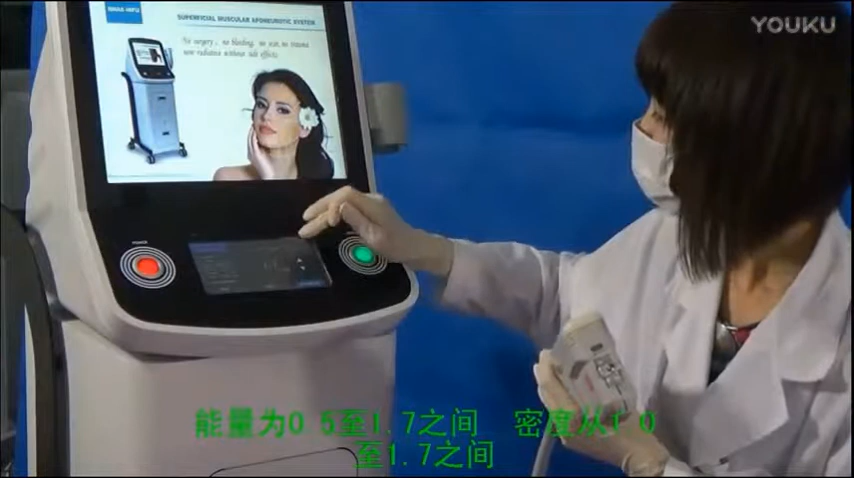 YOUKU
SUPERFICIAL MUSCULAR APONEUROTIC SYSTEM
No surgery, no bleeding, no scar, no trauma
non radiation without side effects.
能量为0 5至1.7之间 密度从1 0
至1.7之间